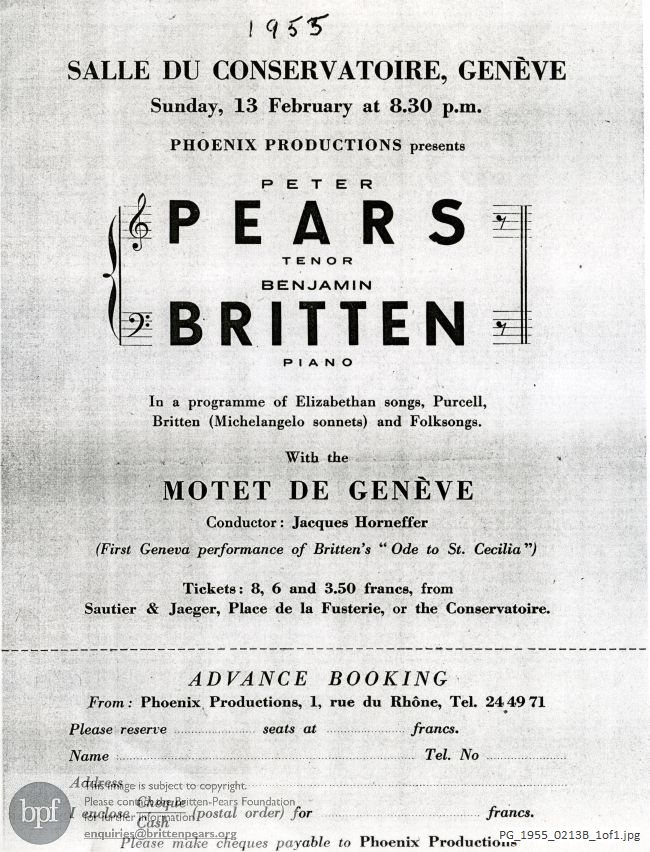 1955
SALLE DU CONSERVATOIRE, GENÈVE
Sunday, 13 February at 8.30 p.m.
PHOENIX PRODUCTIONS presents
PETER
PEARS
TENOR
BENJAMIN
BRITTEN
PIANO
In a programme of Elizabethan songs, Purcell,
Britten (Michelangelo sonnets) and Folksongs.
With the
MOTET DE GENÈVE
Conductor: Jacques Horneffer
(First Geneva performance of Britten's "Ode to St. Cecilia")
Tickets: 8, 6 and 3.50 francs, from
Sautier & Jaeger, Place de la Fusterie, or the Conservatoire.
ADVANCE BOOKING
From: Phoenix Productions, 1, rue du Rhône, Tel. 24 49 71
Please reserve seats at francs.
Name Tel. No
Address
I enclose Cheque (postal order) for francs.
Cash
Please make cheques payable to Phoenix Productions
bpf
This image is subject to copyright.
Please contact the Britten-Pears Foundation
for further information
enquiries@brittenpears.org
PG_1955_0213B_1of1.jpg